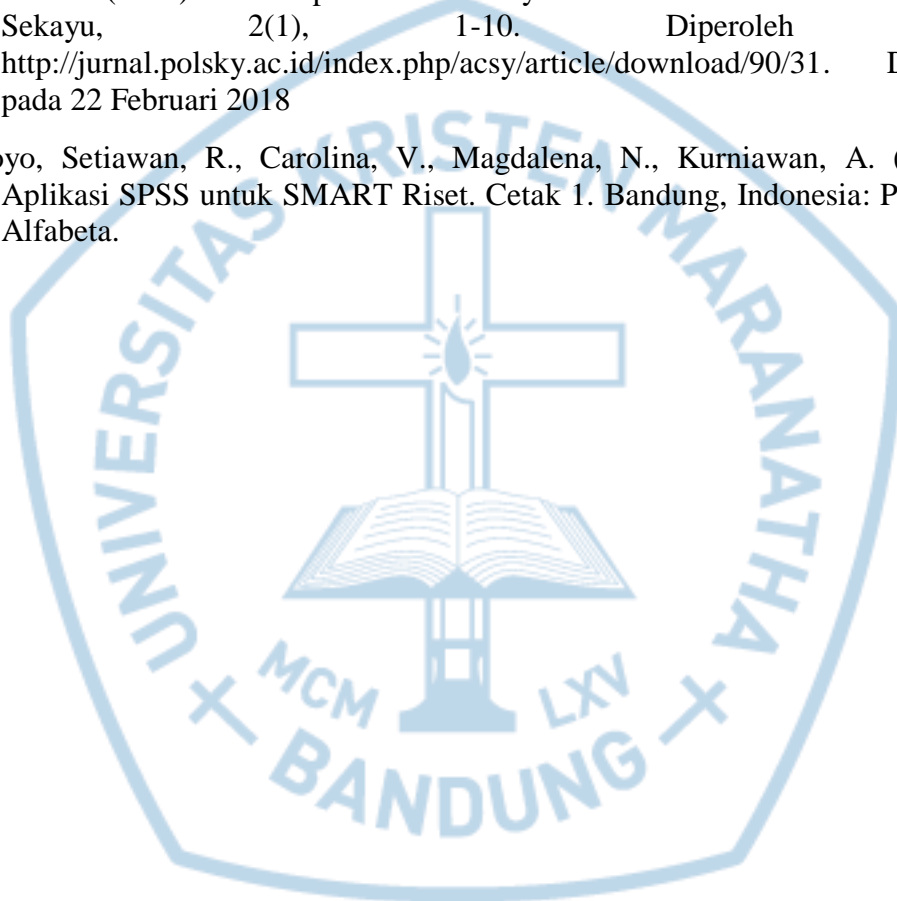 Sekayu, 2(1), 1-10. Diperoleh
http://jurnal.polsky.ac.id/index.php/acsy/article/download/90/31.
pada 22 Februari 2018
Setiawan, R., Carolina, V., Magdalena, N., Kurniawan, A. (
Aplikasi SPSS untuk SMART Riset. Cetak 1. Bandung, Indonesia:
Alfabeta.
UNIVERSITAS KRISTEN MARANATHA
MCM LXV
BANDUNG